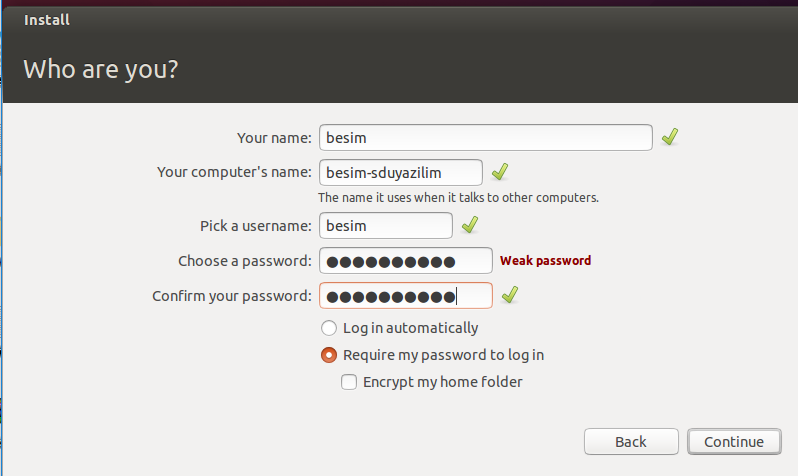 Install
Who are you?
Your name: besim
Your computer's name: besim-sduyazilim
The name it uses when it talks to other computers.
Pick a username: besim
Choose a password: ●●●●●●●●●● Weak password
Confirm your password: ●●●●●●●●●●
Log in automatically
Require my password to log in
Encrypt my home folder
Back Continue